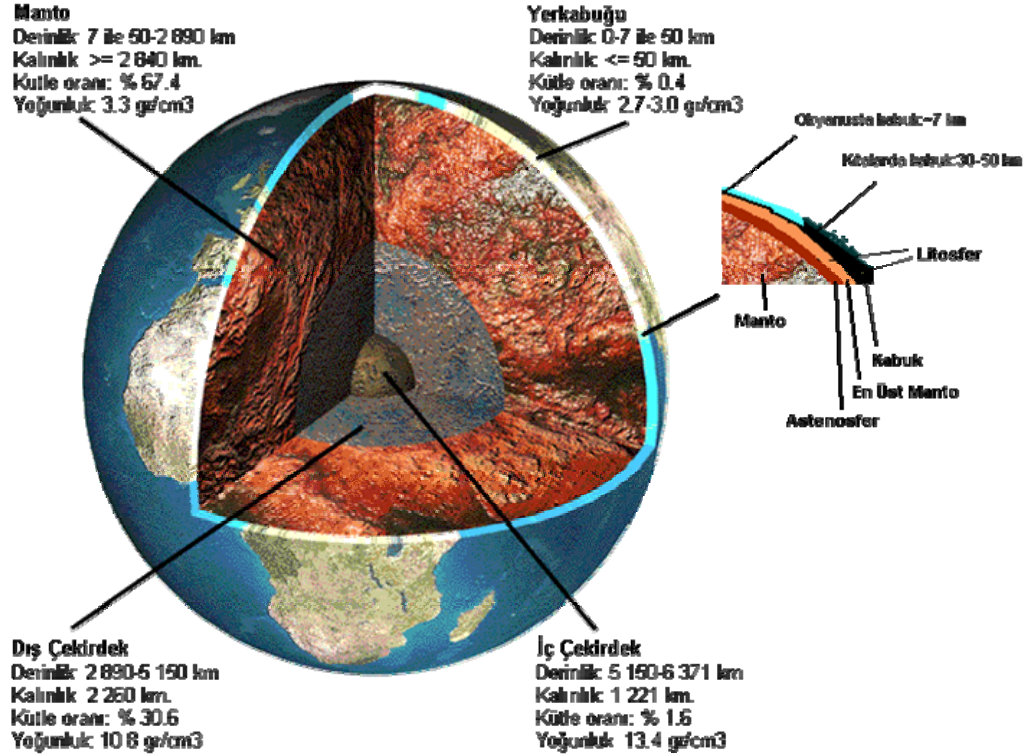 Manto
Derinlik: 7 ile 50-2 890 km
Kalınlık >= 2 840 km.
Kutle oranı: % 67.4
Yoğunluk: 3.3 gr/cm3
Yerkabuğu
Derinlik: 0-7 ile 50 km
Kalınlık: <= 50 km.
Kütle oranı: % 0.4
Yoğunluk: 2.7-3.0 gr/cm3
Okyanusta kabuk:~7 km
Kıtalarda kabuk:30-50 km
Litosfer
Manto
Kabuk
En Üst Manto
Astenosfer
Dış Çekirdek
Derinlik: 2 890-5 150 km
Kalınlık: 2 260 km.
Kütle oranı: % 30.6
Yoğunluk: 10.8 gr/cm3
İç Çekirdek
Derinlik: 5 150-6 371 km
Kalınlık: 1 221 km.
Kütle oranı: % 1.6
Yoğunluk: 13.4 gr/cm3